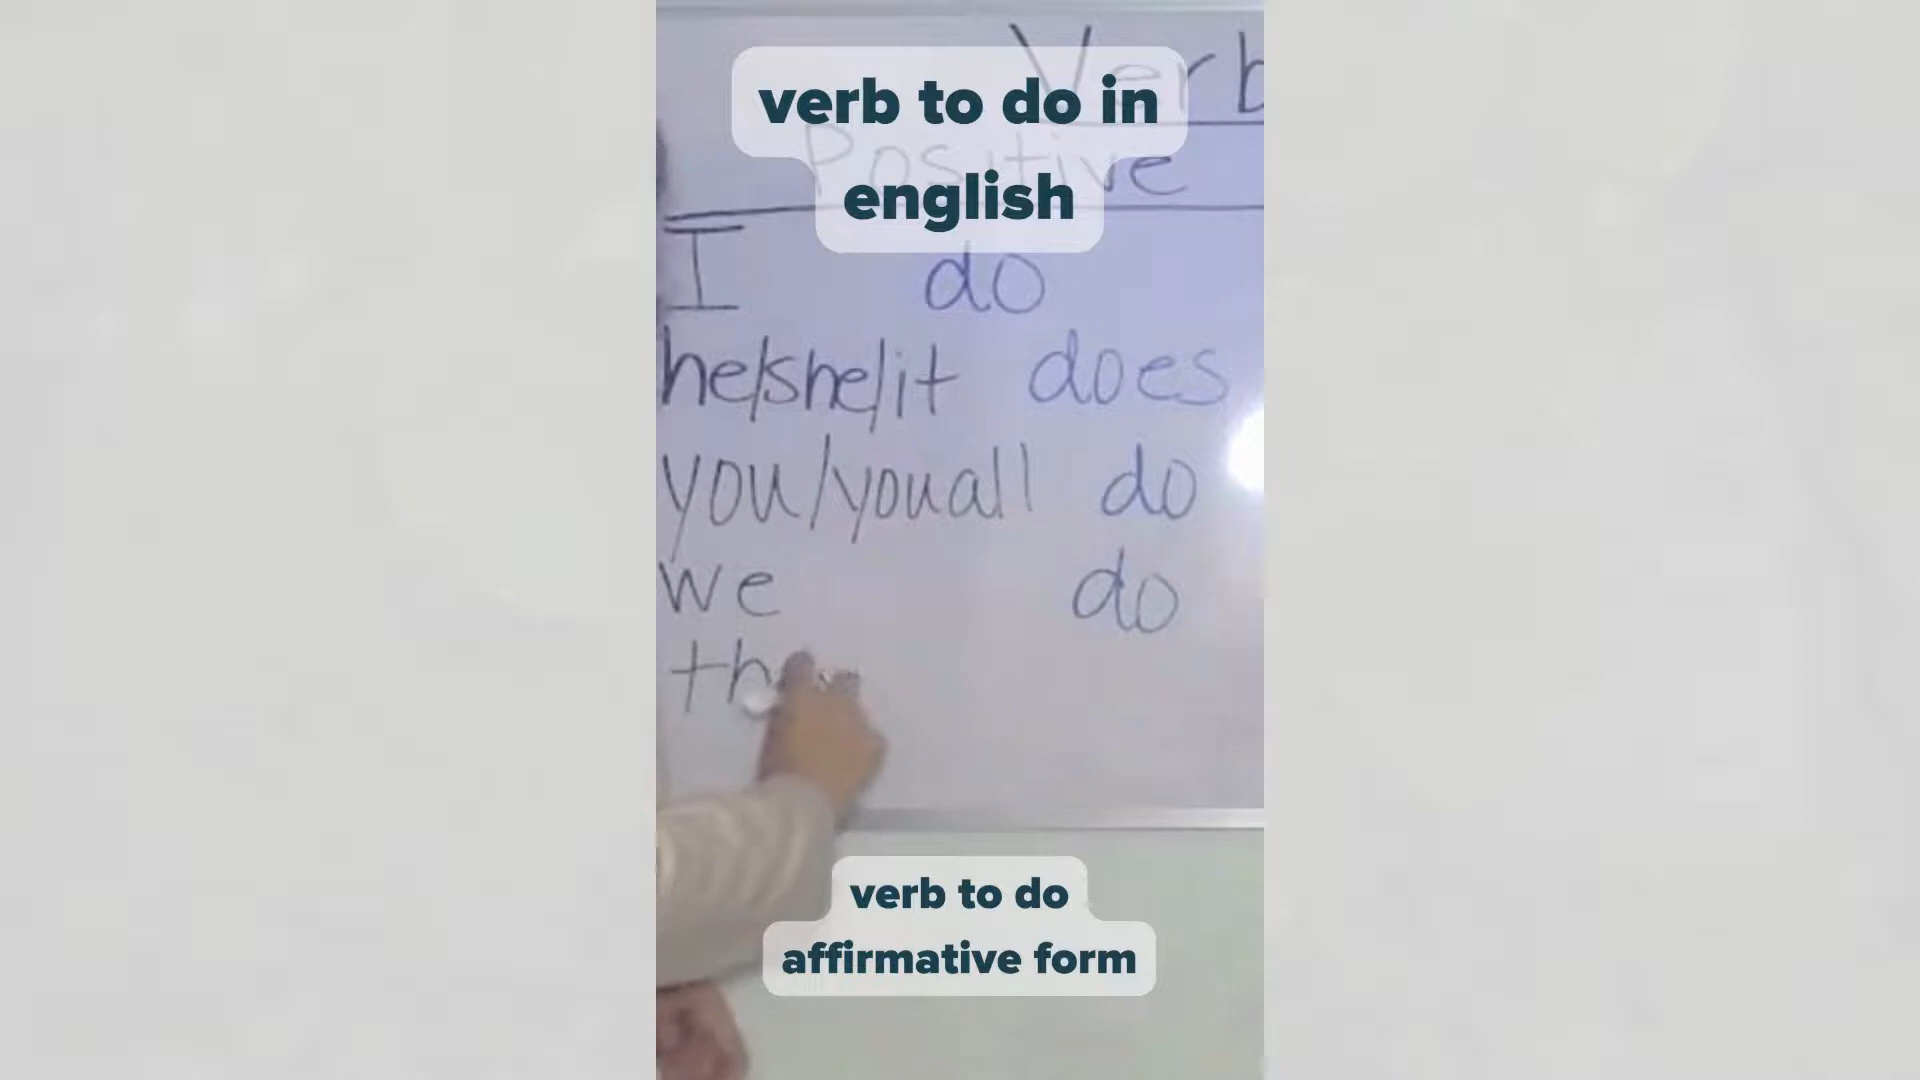 verb to do in
english
Verb
Positive
I do
he/she/it does
you/you all do
we do
verb to do
affirmative form